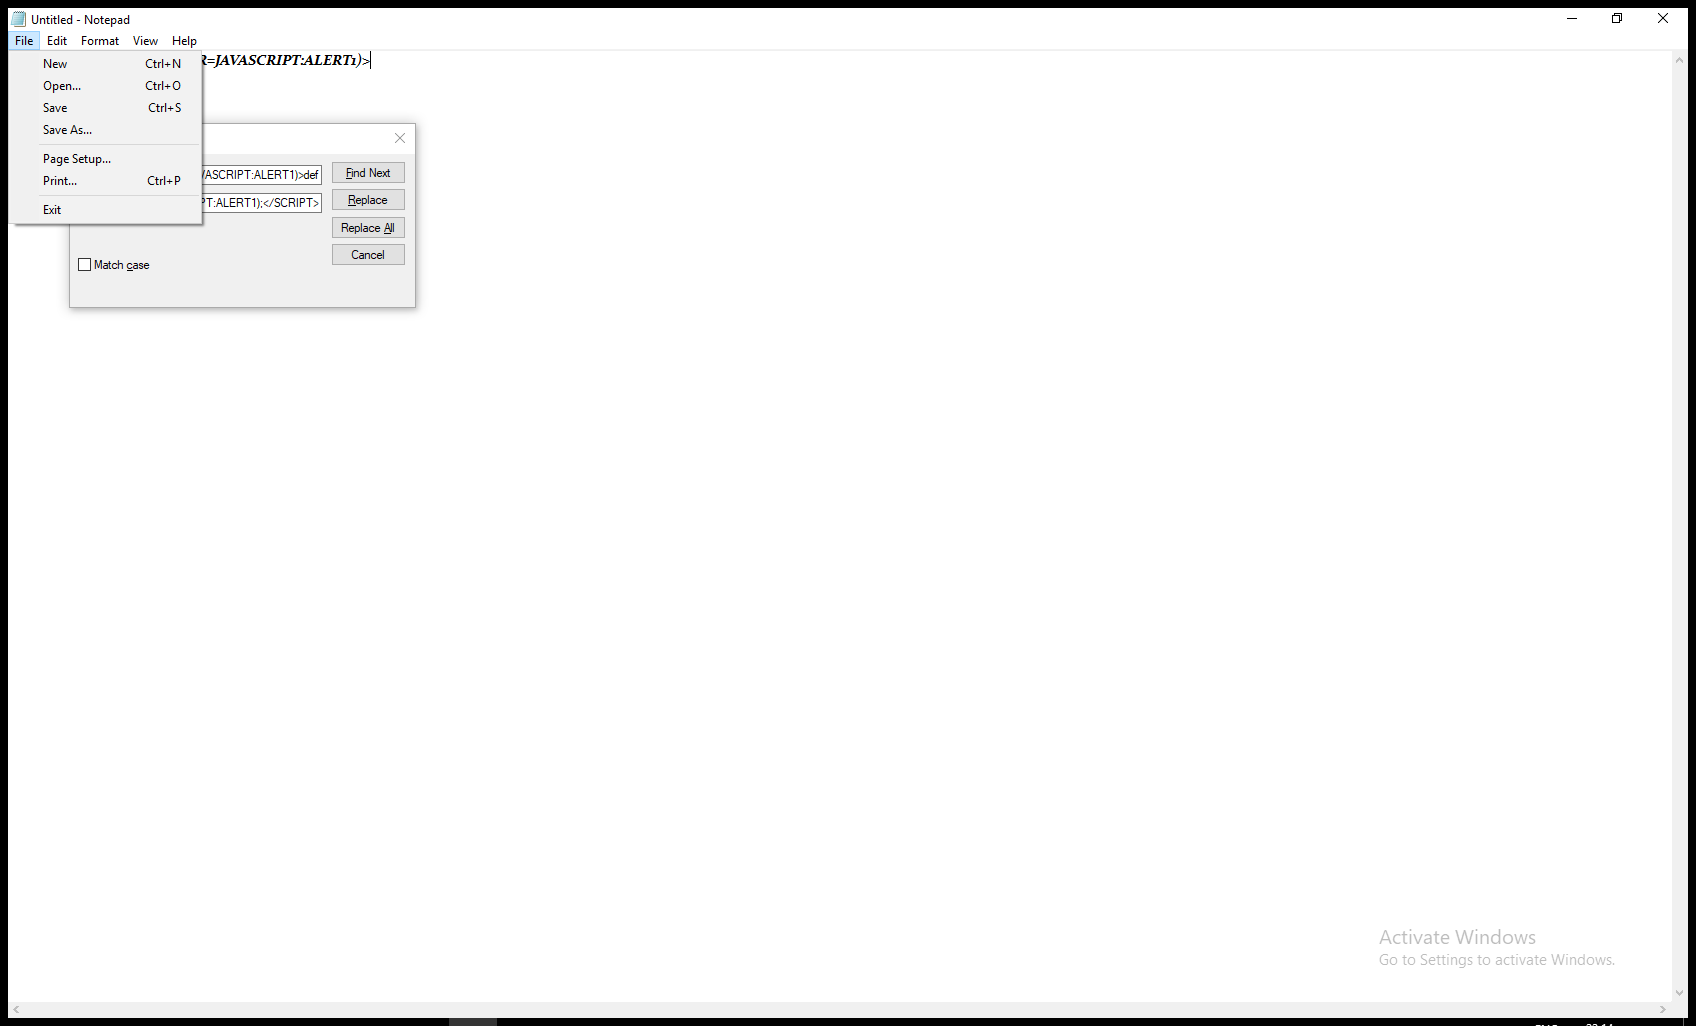 Untitled - Notepad
File Edit Format View Help
R=JAVASCRIPT:ALERT1)>
New Ctrl+N
Open... Ctrl+O
Save Ctrl+S
Save As...
Page Setup...
Print... Ctrl+P
Exit
VASCRIPT:ALERT1)>def
PT:ALERT1);</SCRIPT>
Find Next
Replace
Replace All
Cancel
Match case
Activate Windows
Go to Settings to activate Windows.